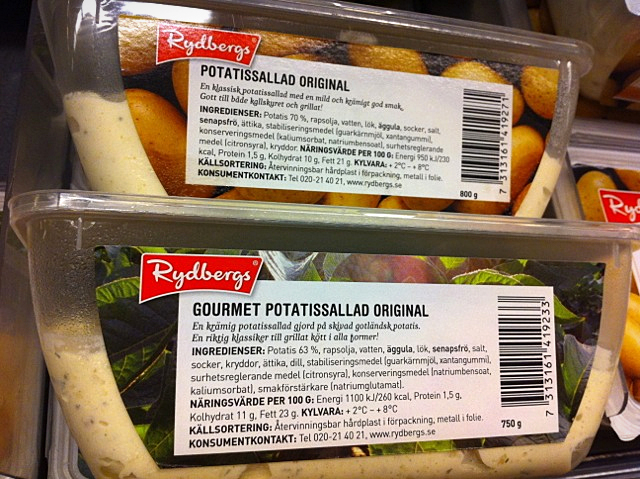 Rydbergs
POTATISSALLAD ORIGINAL
En klassisk potatissallad med en mild och krämigt god smak.
Gott till både kallskuret och grillat!
INGREDIENSER: Potatis 70 %, rapsolja, vatten, lök, äggula, socker, salt,
senapsfrö, ättika, stabiliseringsmedel (guarkärnmjöl, xantangummi),
konserveringsmedel (kaliumsorbat, natriumbensoat), surhetsreglerande
medel (citronsyra), kryddor. NÄRINGSVÄRDE PER 100 G: Energi 950 kJ/230
kcal, Protein 1,5 g, Kolhydrat 10 g, Fett 21 g. KYLVARA: + 2°C – + 8°C
KÄLLSORTERING: Återvinningsbar hårdplast i förpackning, metall i folie.
KONSUMENTKONTAKT: Tel 020-21 40 21, www.rydbergs.se
800 g
7 313161 419271
Ry
Rydbergs®
GOURMET POTATISSALLAD ORIGINAL
En krämig potatissallad gjord på skivad gotländsk potatis.
En riktig klassiker till grillat kött i alla former!
INGREDIENSER: Potatis 63 %, rapsolja, vatten, äggula, lök, senapsfrö, salt,
socker, kryddor, ättika, dill, stabiliseringsmedel (guarkärnmjöl, xantangummi),
surhetsreglerande medel (citronsyra), konserveringsmedel (natriumbensoat,
kaliumsorbat), smakförstärkare (natriumglutamat).
NÄRINGSVÄRDE PER 100 G: Energi 1100 kJ/260 kcal, Protein 1,5 g,
Kolhydrat 11 g, Fett 23 g. KYLVARA: + 2°C – + 8°C
KÄLLSORTERING: Återvinningsbar hårdplast i förpackning, metall i folie.
KONSUMENTKONTAKT: Tel 020-21 40 21, www.rydbergs.se
750 g
7 313161 419233